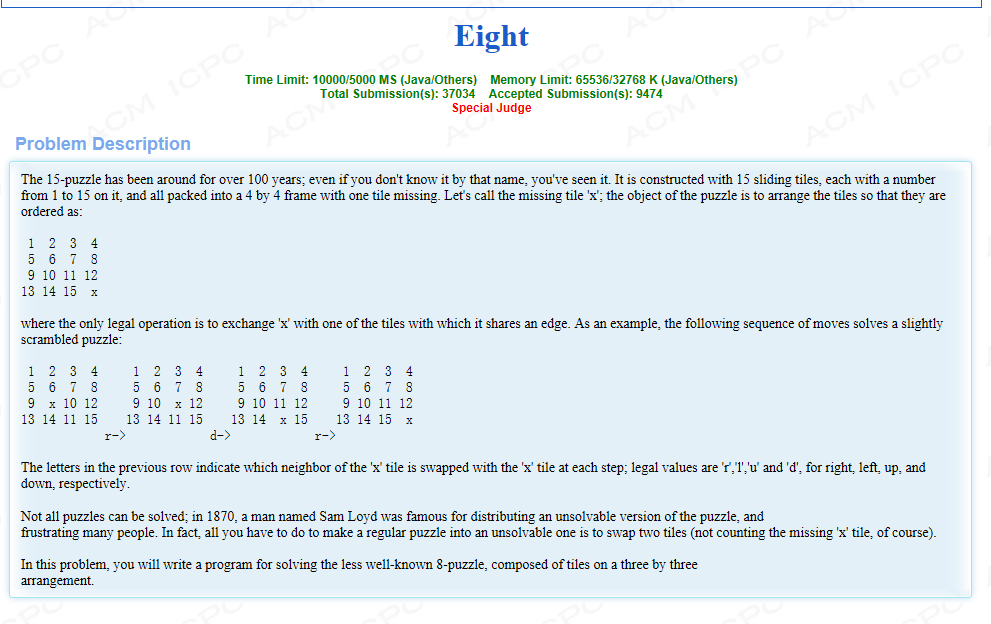 Eight
Time Limit: 10000/5000 MS (Java/Others) Memory Limit: 65536/32768 K (Java/Others)
Total Submission(s): 37034 Accepted Submission(s): 9474
Special Judge
Problem Description
The 15-puzzle has been around for over 100 years; even if you don't know it by that name, you've seen it. It is constructed with 15 sliding tiles, each with a number
from 1 to 15 on it, and all packed into a 4 by 4 frame with one tile missing. Let's call the missing tile 'x'; the object of the puzzle is to arrange the tiles so that they are
ordered as:
1 2 3 4
5 6 7 8
9 10 11 12
13 14 15 x
where the only legal operation is to exchange 'x' with one of the tiles with which it shares an edge. As an example, the following sequence of moves solves a slightly
scrambled puzzle:
1 2 3 4 1 2 3 4 1 2 3 4 1 2 3 4
5 6 7 8 5 6 7 8 5 6 7 8 5 6 7 8
9 x 10 12 9 10 x 12 9 10 11 12 9 10 11 12
13 14 11 15 13 14 11 15 13 14 x 15 13 14 15 x
r-> d-> r->
The letters in the previous row indicate which neighbor of the 'x' tile is swapped with the 'x' tile at each step; legal values are 'r','l','u' and 'd', for right, left, up, and
down, respectively.
Not all puzzles can be solved; in 1870, a man named Sam Loyd was famous for distributing an unsolvable version of the puzzle, and
frustrating many people. In fact, all you have to do to make a regular puzzle into an unsolvable one is to swap two tiles (not counting the missing 'x' tile, of course).
In this problem, you will write a program for solving the less well-known 8-puzzle, composed of tiles on a three by three
arrangement.